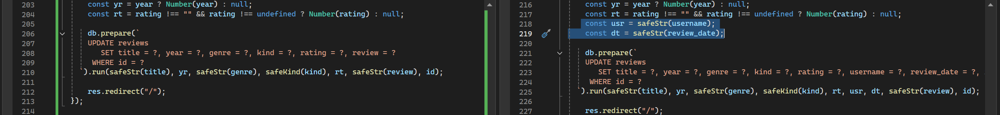 203 const yr = year ? Number(year) : null;
204 const rt = rating !== "" && rating !== undefined ? Number(rating) : null;
205
206 db.prepare(`
207 UPDATE reviews
208 SET title = ?, year = ?, genre = ?, kind = ?, rating = ?, review = ?
209 WHERE id = ?
210 `).run(safeStr(title), yr, safeStr(genre), safeKind(kind), rt, safeStr(review), id);
211
212 res.redirect("/");
213 });
214
216 const yr = year ? Number(year) : null;
217 const rt = rating !== "" && rating !== undefined ? Number(rating) : null;
218 const usr = safeStr(username);
219 const dt = safeStr(review_date);
220
221 db.prepare(`
222 UPDATE reviews
223 SET title = ?, year = ?, genre = ?, kind = ?, rating = ?, username = ?, review_date = ?,
224 WHERE id = ?
225 `).run(safeStr(title), yr, safeStr(genre), safeKind(kind), rt, usr, dt, safeStr(review), id);
226
227 res.redirect("/");